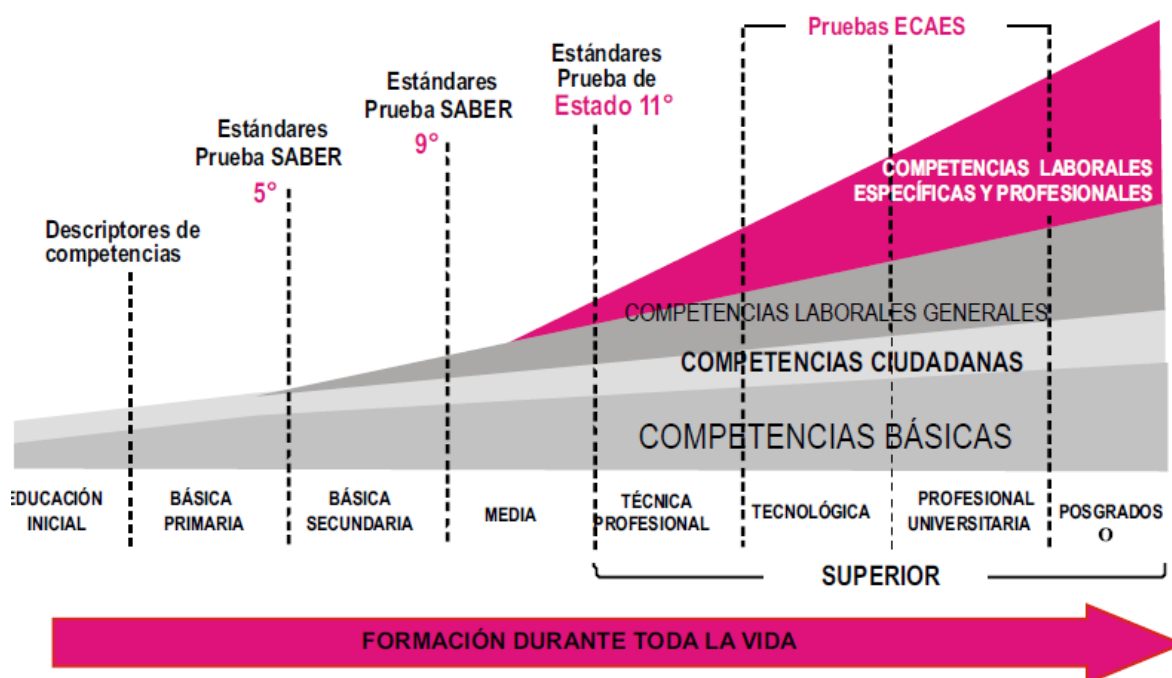 Pruebas ECAES
Estándares
Prueba de
Estado 11°
Estándares
Prueba SABER
9°
Estándares
Prueba SABER
5°
Descriptores de
competencias
COMPETENCIAS LABORALES
ESPECÍFICAS Y PROFESIONALES
COMPETENCIAS LABORALES GENERALES
COMPETENCIAS CIUDADANAS
COMPETENCIAS BÁSICAS
EDUCACIÓN
INICIAL
BÁSICA
PRIMARIA
BÁSICA
SECUNDARIA
MEDIA
TÉCNICA
PROFESIONAL
TECNOLÓGICA
PROFESIONAL
UNIVERSITARIA
POSGRADOS
O
SUPERIOR
FORMACIÓN DURANTE TODA LA VIDA